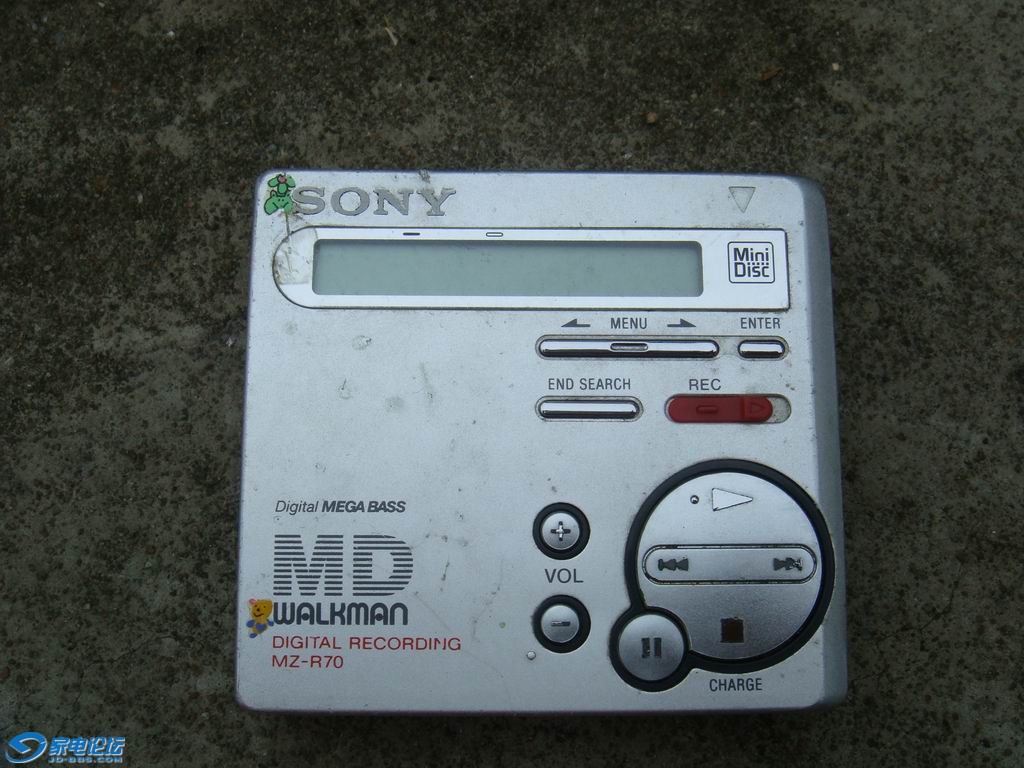 SONY
Mini
Disc
MENU
ENTER
END SEARCH
REC
Digital MEGA BASS
MD
WALKMAN
DIGITAL RECORDING
MZ-R70
VOL
CHARGE
家电论坛
JD-BBS.COM